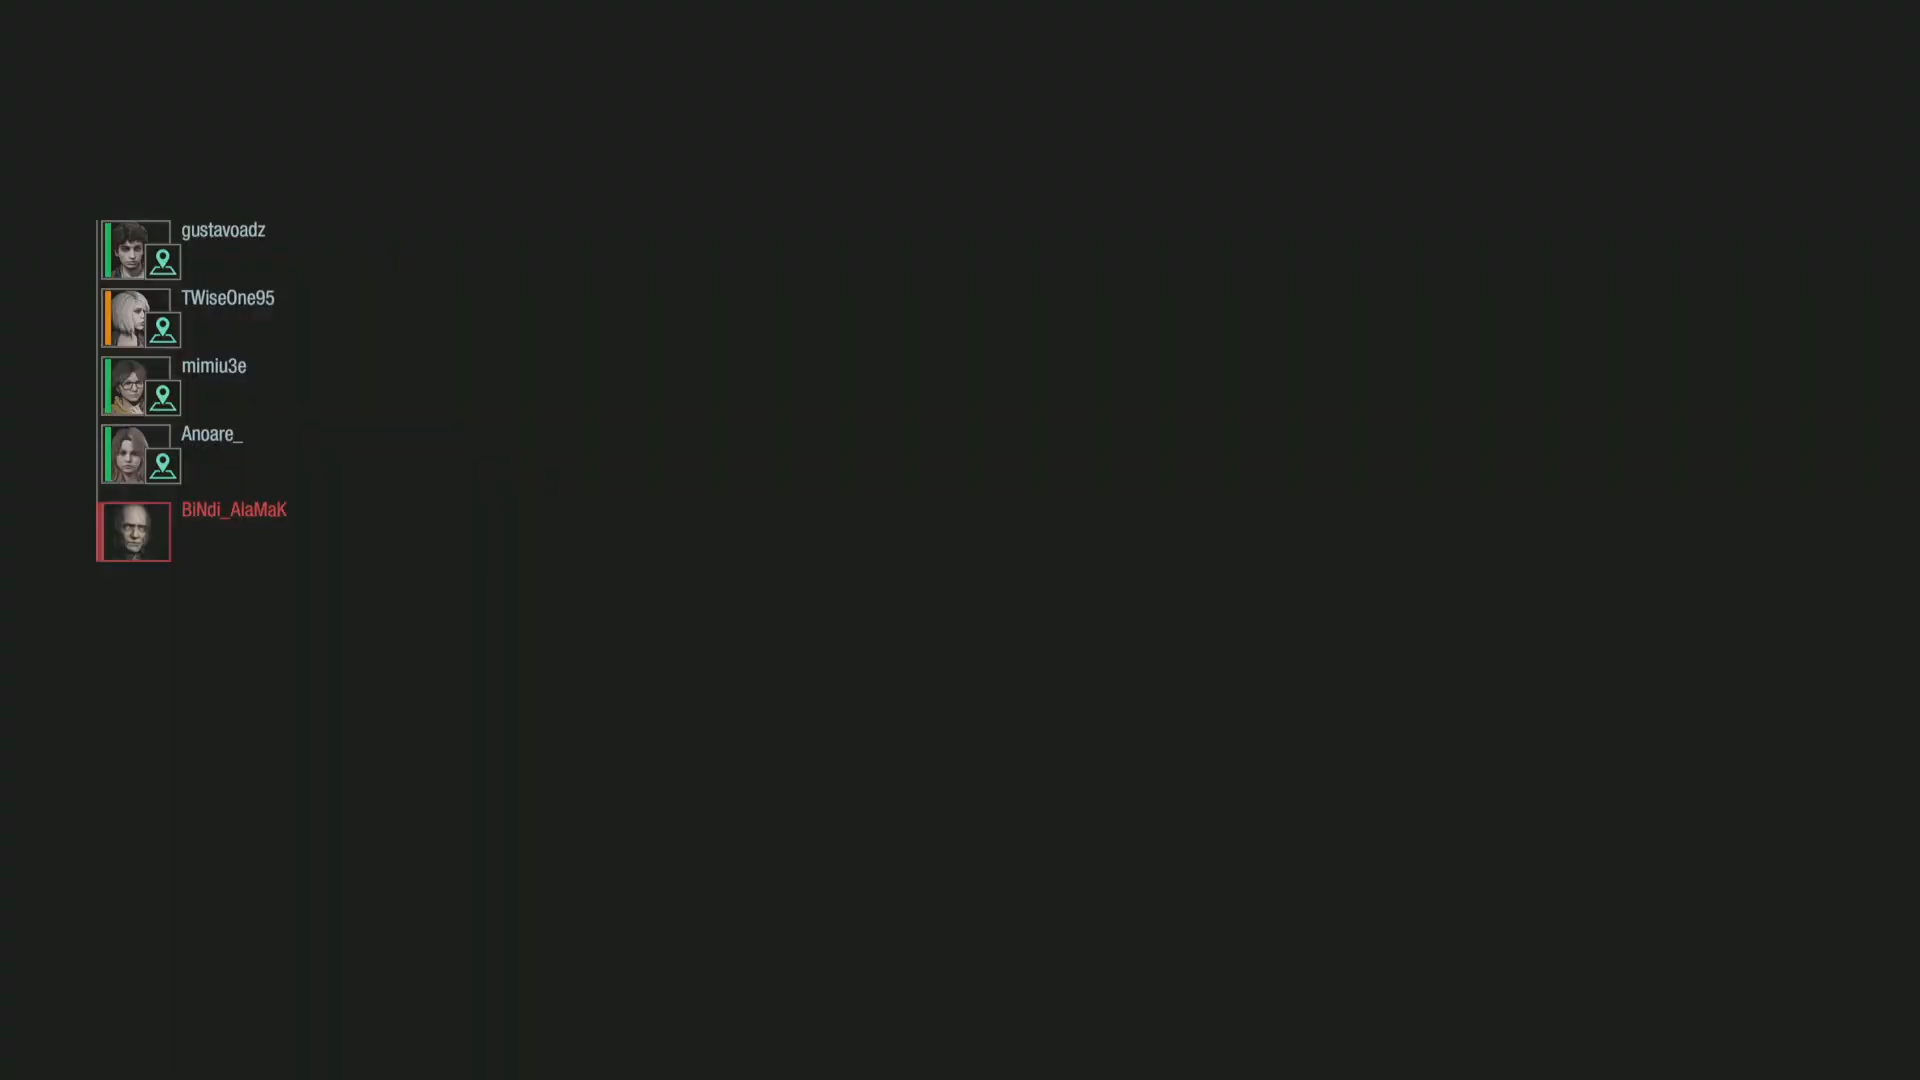 gustavoadz
TWiseOne95
mimiu3e
Anoare_
BiNdi_AlaMaK